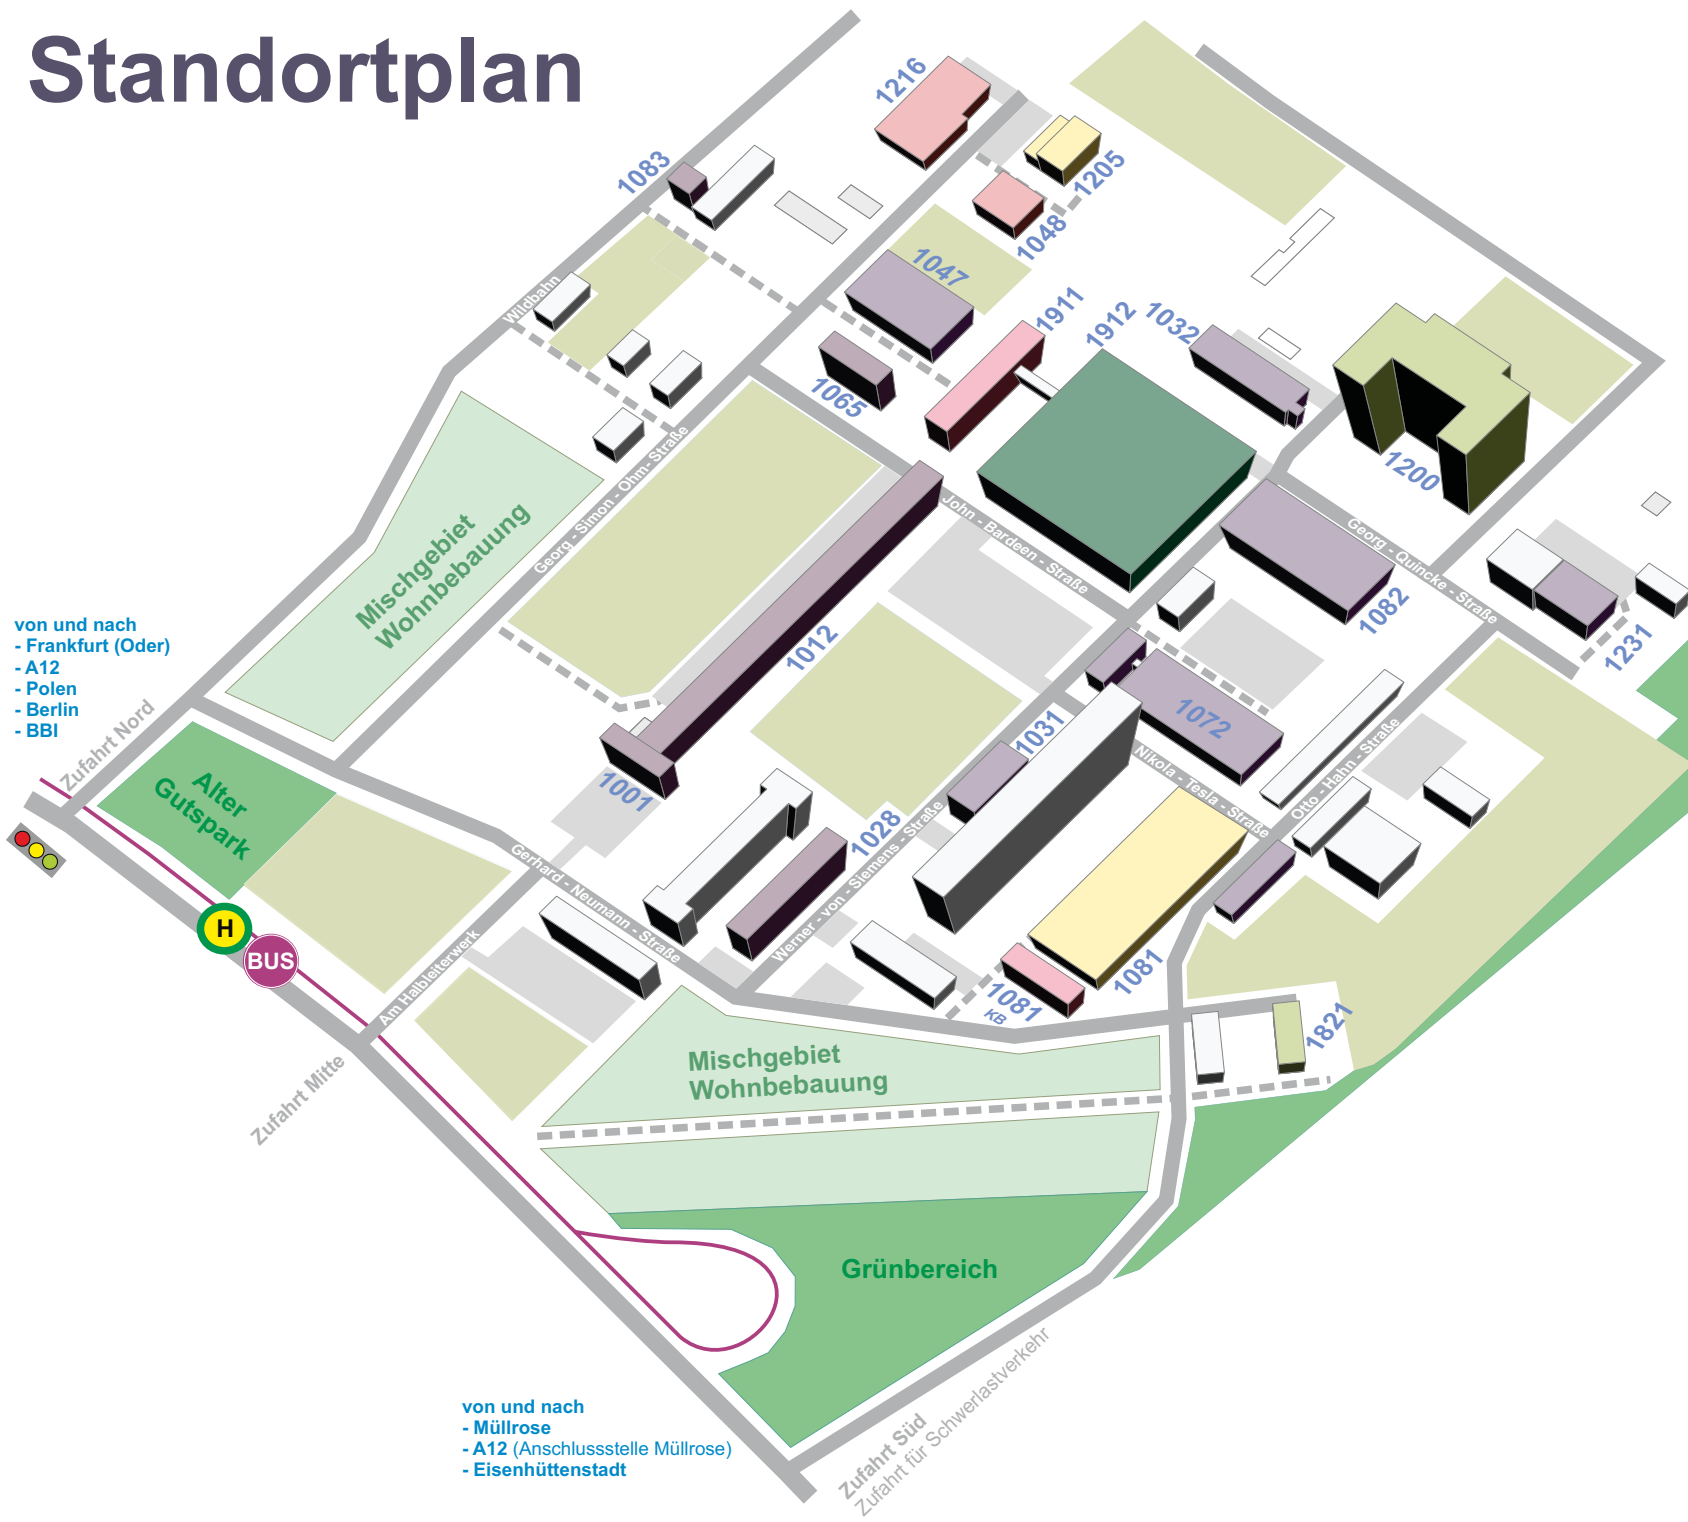 Standortplan
1216
1205
1083
1048
1047
1911
1912
1032
Wildbahn
1065
1200
Georg - Simon - Ohm- Straße
John - Bardeen - Straße
Georg - Quincke - Straße
Mischgebiet
Wohnbebauung
1082
1231
1012
von und nach
- Frankfurt (Oder)
- A12
- Polen
- Berlin
- BBI
Zufahrt Nord
1072
1031
Nikola - Tesla - Straße
Otto - Hahn - Straße
Alter
Gutspark
1001
1028
Gerhard - Neumann - Straße
Werner - von - Siemens - Straße
H
BUS
Am Halbleiterwerk
1081
1081
KB
1821
Zufahrt Mitte
Mischgebiet
Wohnbebauung
Grünbereich
von und nach
- Müllrose
- A12 (Anschlussstelle Müllrose)
- Eisenhüttenstadt
Zufahrt Süd
Zufahrt für Schwerlastverkehr